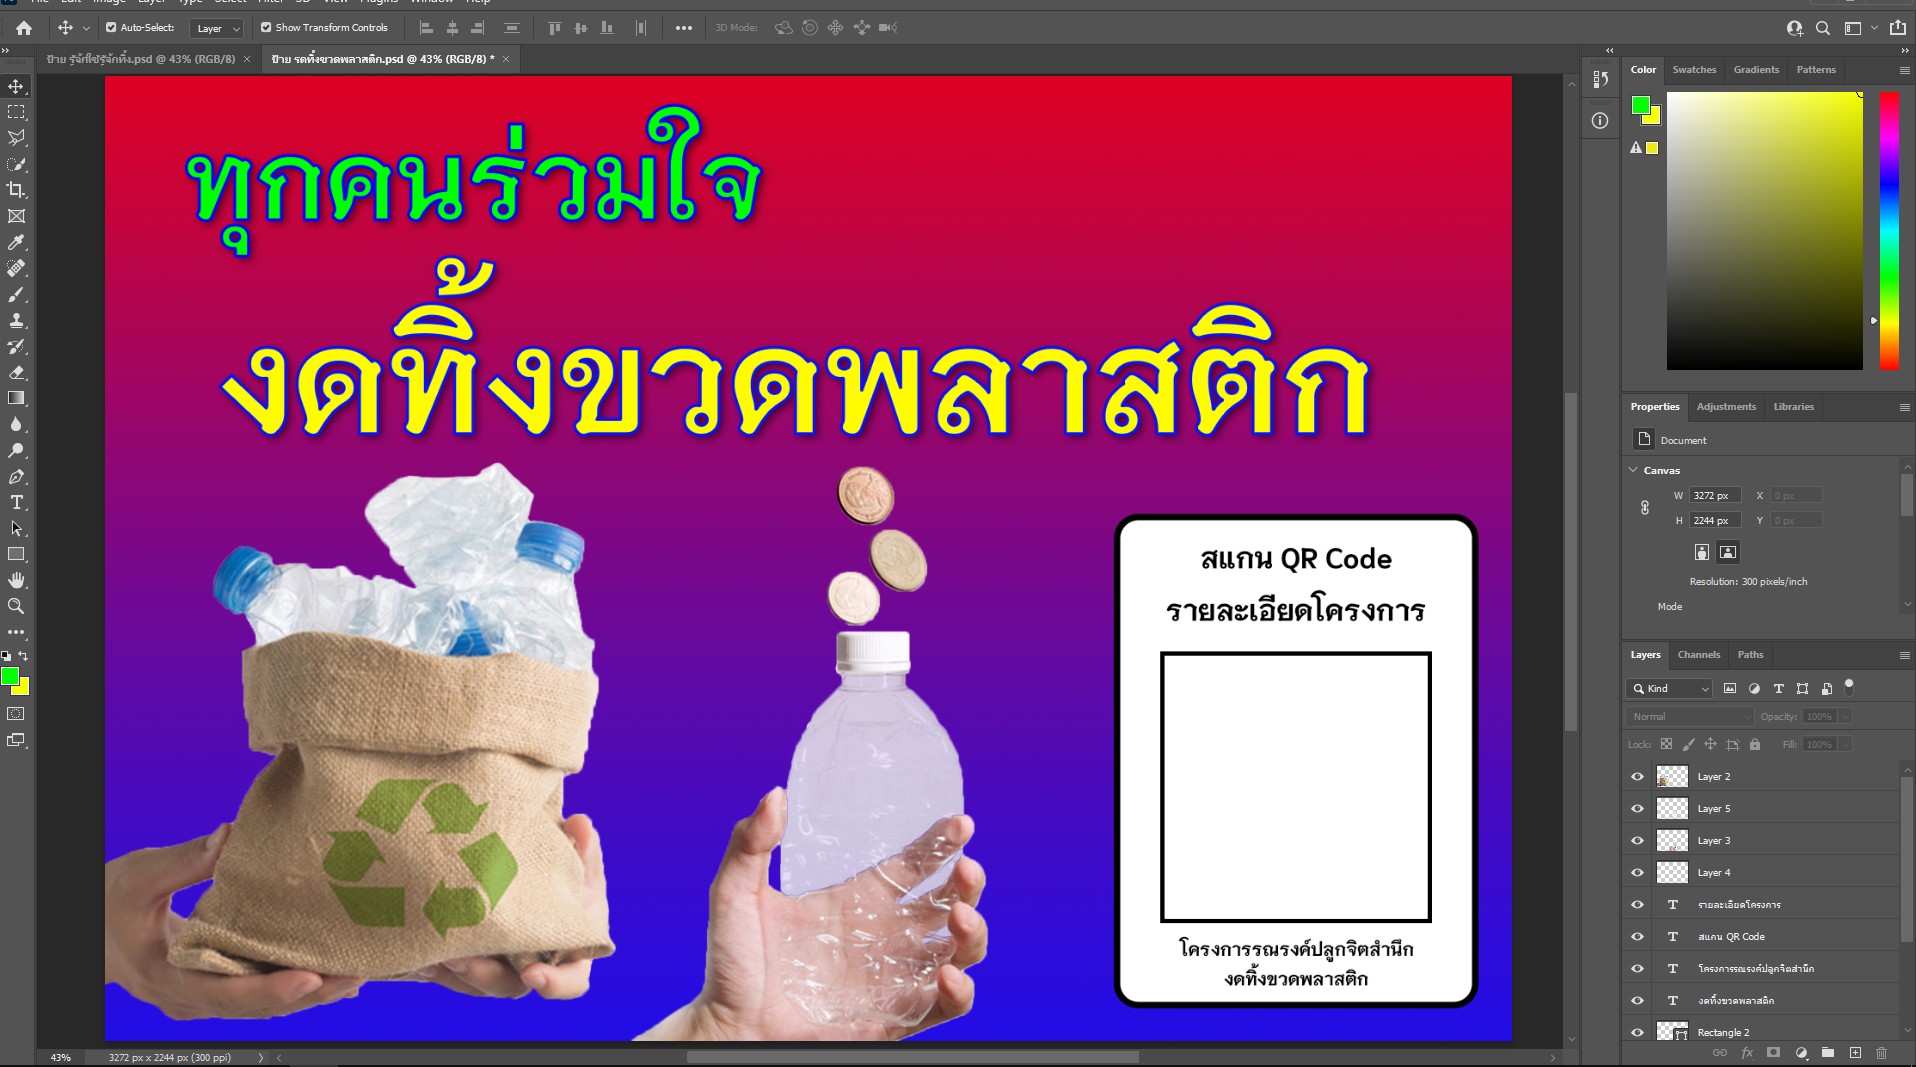 File Edit Image Layer Type Select Filter 3D View Plugins Window Help
Auto-Select: Layer Show Transform Controls 3D Mode:
ป้าย รู้จักใช้รู้จักทิ้ง.psd @ 43% (RGB/8) × ป้าย รดทิ้งขวดพลาสติก.psd @ 43% (RGB/8) * ×
ทุกคนร่วมใจ
งดทิ้งขวดพลาสติก
สแกน QR Code
รายละเอียดโครงการ
โครงการรณรงค์ปลูกจิตสำนึก
งดทิ้งขวดพลาสติก
43% 3272 px x 2244 px (300 ppi)
Color Swatches Gradients Patterns
Properties Adjustments Libraries
Document
Canvas
W 3272 px X 0 px
H 2244 px Y 0 px
Resolution: 300 pixels/inch
Mode
Layers Channels Paths
Kind
Normal Opacity: 100%
Lock: Fill: 100%
Layer 2
Layer 5
Layer 3
Layer 4
รายละเอียดโครงการ
สแกน QR Code
โครงการรณรงค์ปลูกจิตสำนึก
งดทิ้งขวดพลาสติก
Rectangle 2